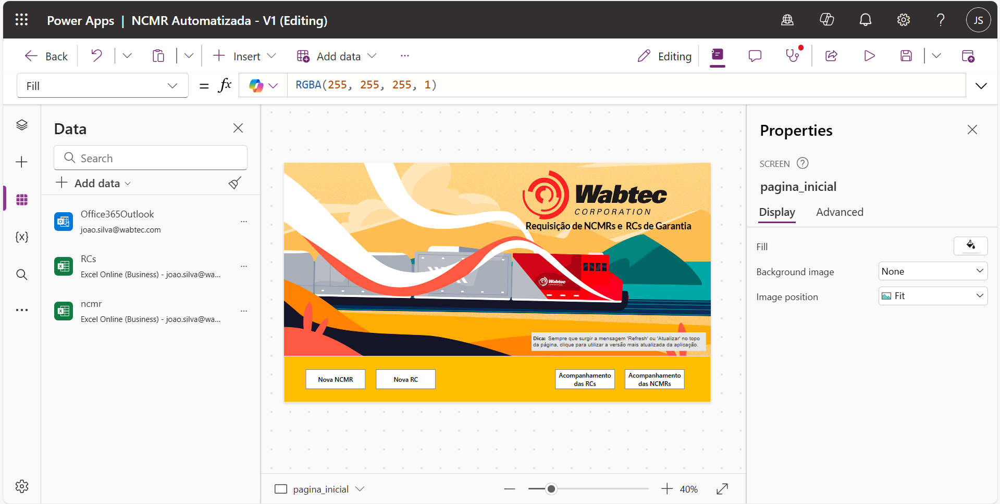 Power Apps | NCMR Automatizada - V1 (Editing)
JS
Back
Insert
Add data
Editing
Fill
= fx
RGBA(255, 255, 255, 1)
Data
Search
Add data
Office365Outlook
joao.silva@wabtec.com
RCs
Excel Online (Business) - joao.silva@wa...
ncmr
Excel Online (Business) - joao.silva@wa...
Wabtec
CORPORATION
Requisição de NCMRs e RCs de Garantia
Wabtec
CORPORATION
Dica: Sempre que surgir a mensagem 'Refresh' ou 'Atualizar' no topo
da página, clique para utilizar a versão mais atualizada da aplicação.
Nova NCMR
Nova RC
Acompanhamento
das RCs
Acompanhamento
das NCMRs
pagina_inicial
40%
Properties
SCREEN
pagina_inicial
Display
Advanced
Fill
Background image
None
Image position
Fit